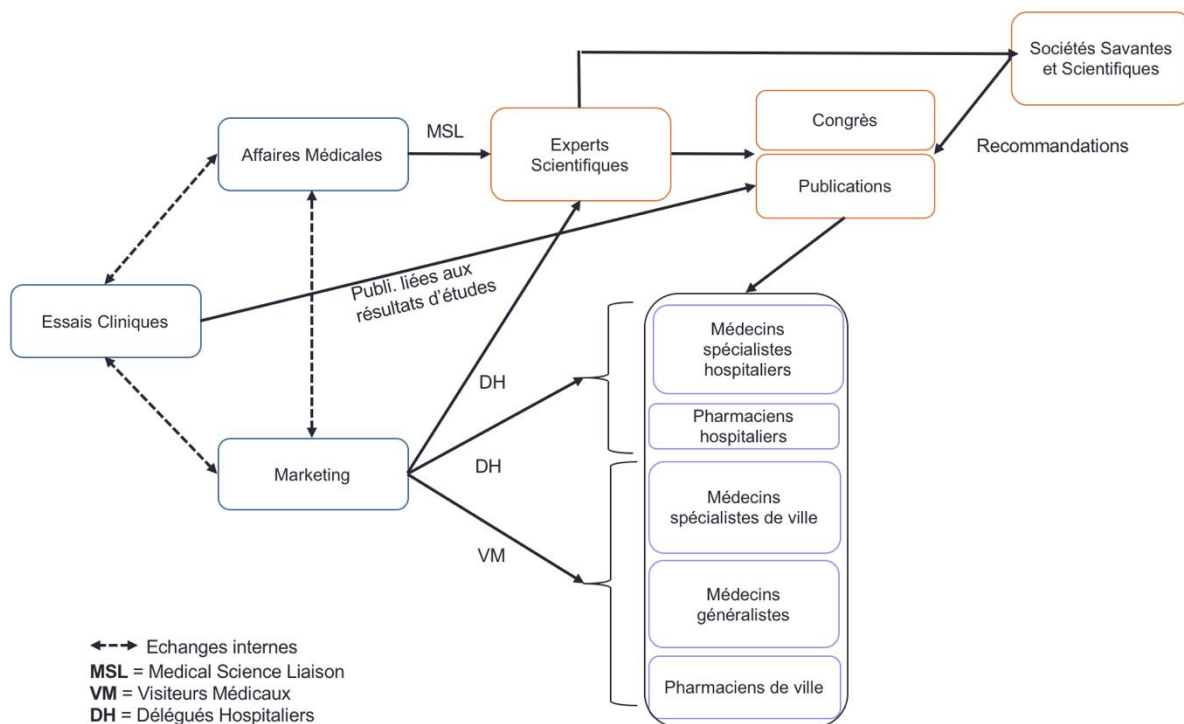 Sociétés Savantes
et Scientifiques
MSL
Congrès
Affaires Médicales
Experts
Scientifiques
Recommandations
Publications
Publi. liées aux
résultats d'études
Essais Cliniques
Médecins
spécialistes
hospitaliers
DH
Pharmaciens
hospitaliers
Marketing
DH
Médecins
spécialistes de ville
VM
Médecins
généralistes
Echanges internes
MSL = Medical Science Liaison
VM = Visiteurs Médicaux
DH = Délégués Hospitaliers
Pharmaciens de ville